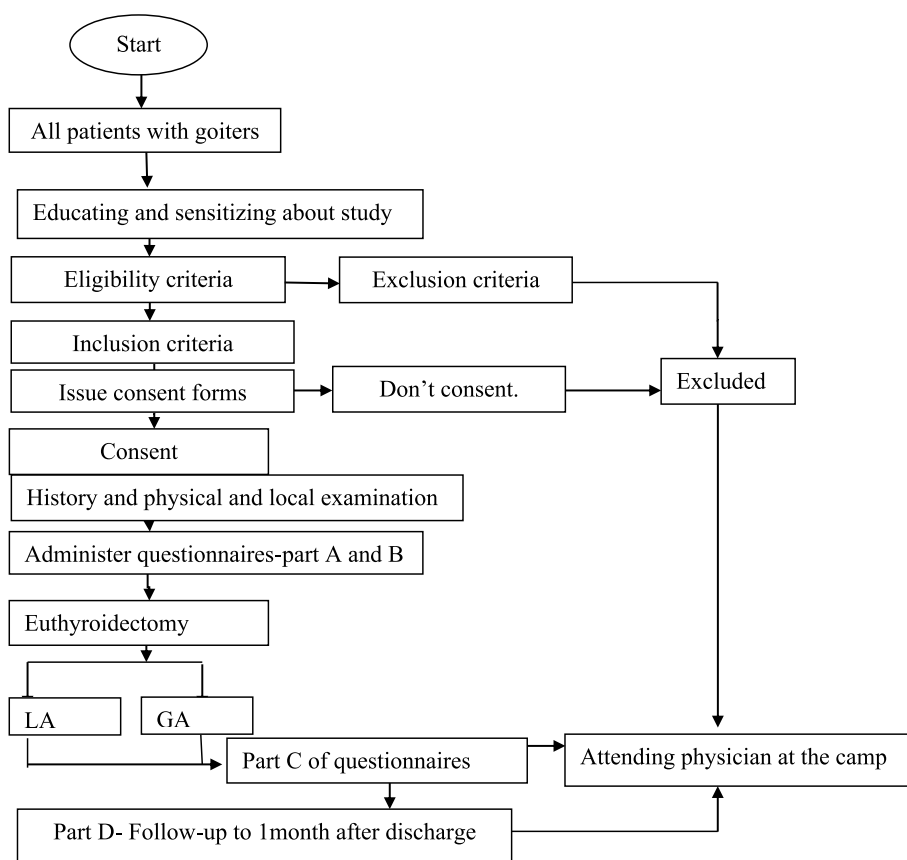 Start
All patients with goiters
Educating and sensitizing about study
Eligibility criteria
Exclusion criteria
Inclusion criteria
Issue consent forms
Don't consent.
Excluded
Consent
History and physical and local examination
Administer questionnaires-part A and B
Euthyroidectomy
LA
GA
Part C of questionnaires
Attending physician at the camp
Part D- Follow-up to 1month after discharge